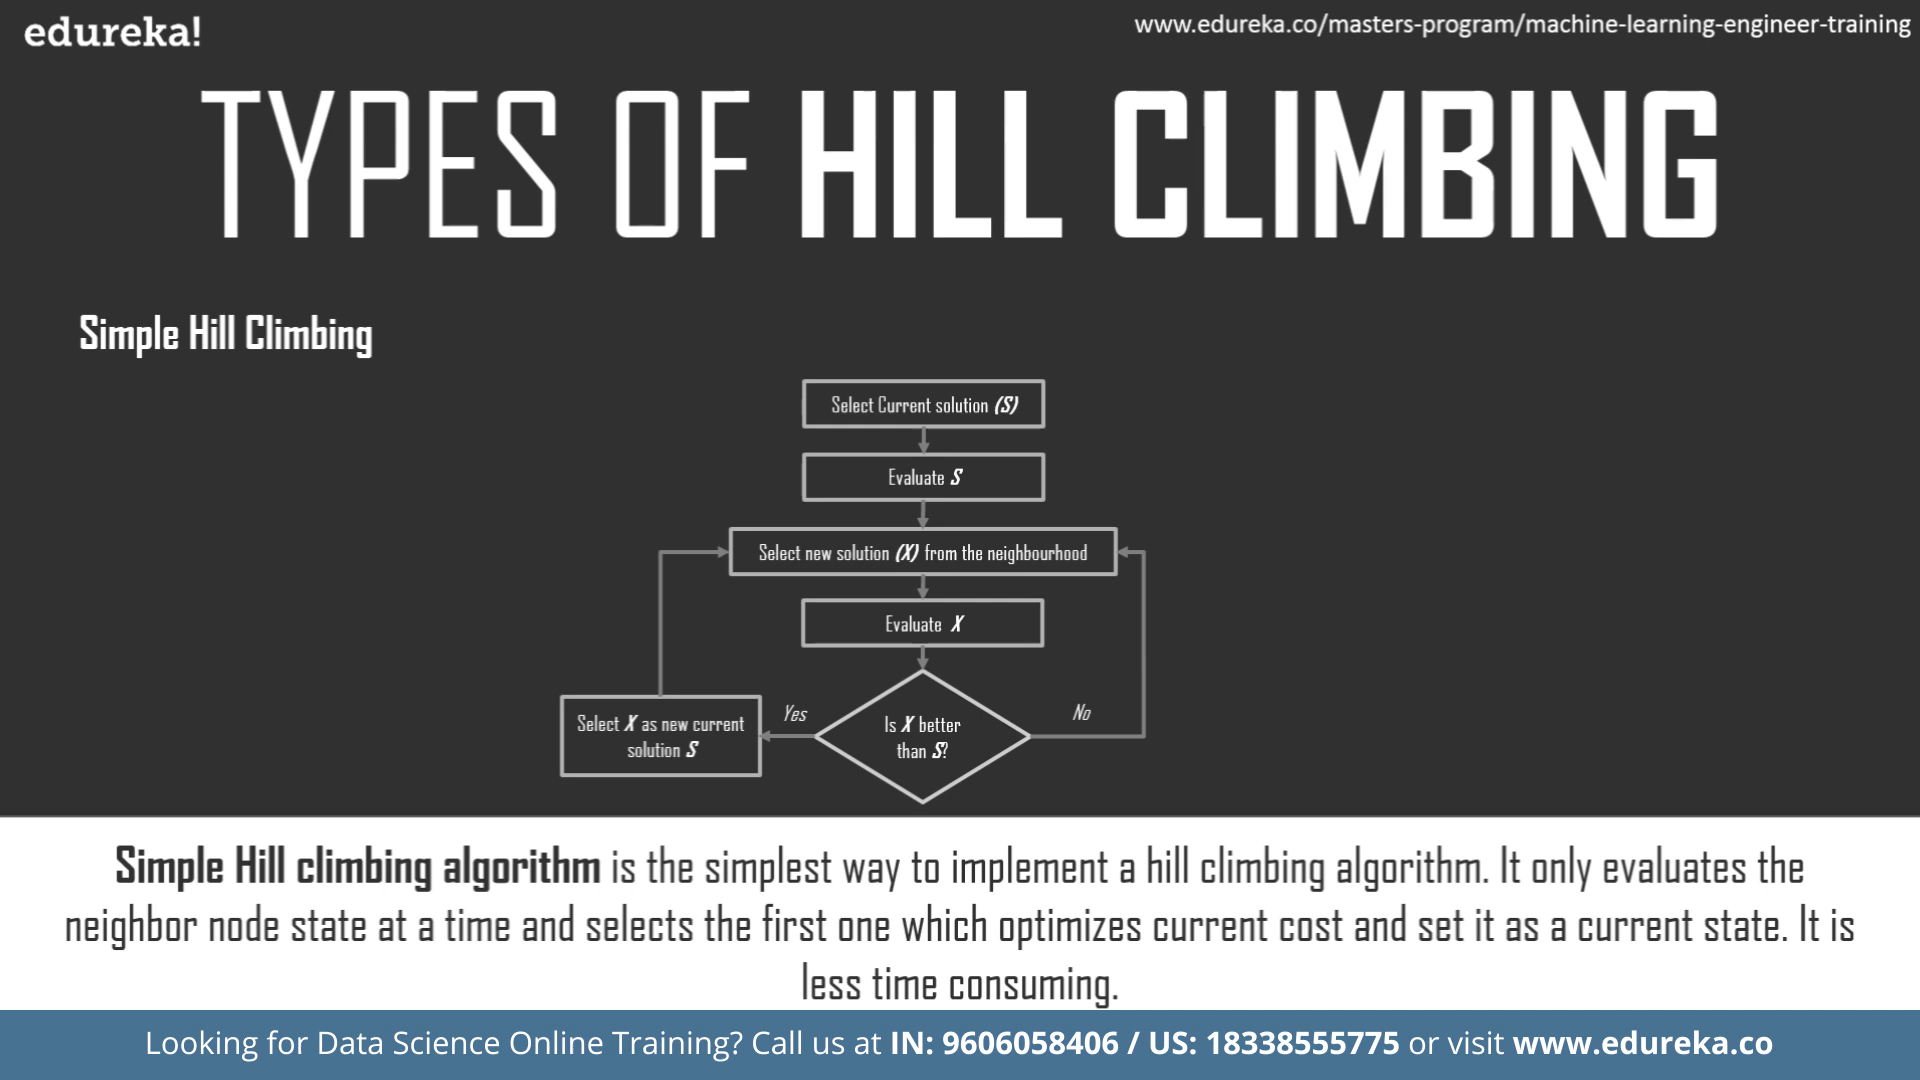 edureka!
www.edureka.co/masters-program/machine-learning-engineer-training
TYPES OF HILL CLIMBING
Simple Hill Climbing
Select Current solution (S)
Evaluate S
Select new solution (X) from the neighbourhood
Evaluate X
Is X better
than S?
Yes
No
Select X as new current
solution S
Simple Hill climbing algorithm is the simplest way to implement a hill climbing algorithm. It only evaluates the
neighbor node state at a time and selects the first one which optimizes current cost and set it as a current state. It is
less time consuming.
Looking for Data Science Online Training? Call us at IN: 9606058406 / US: 18338555775 or visit www.edureka.co